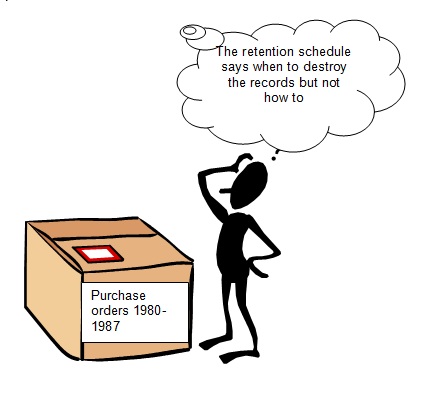 The retention schedule
says when to destroy
the records but not
how to
Purchase
orders 1980-
1987